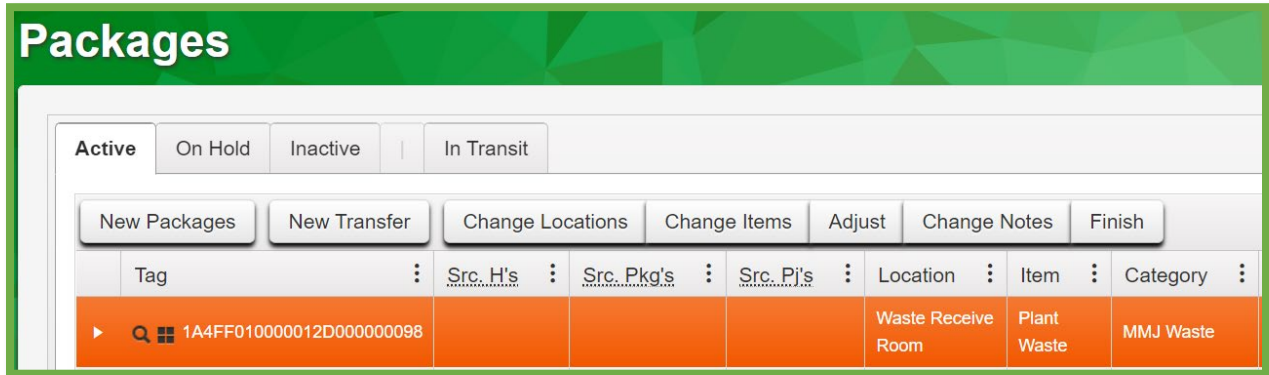 Packages
Active On Hold Inactive | In Transit
New Packages New Transfer Change Locations Change Items Adjust Change Notes Finish
Tag Src. H's Src. Pkg's Src. Pj's Location Item Category
1A4FF010000012D000000098 Waste Receive Room Plant Waste MMJ Waste